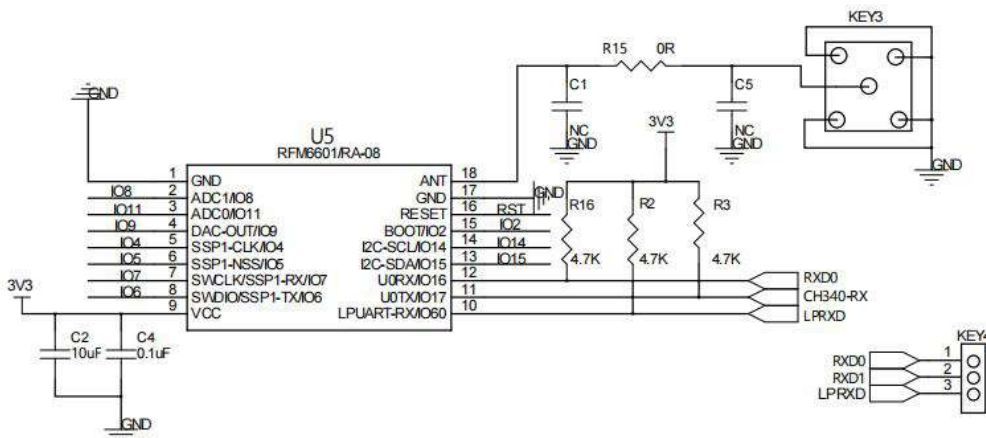 KEY3
R15 0R
GND
C1
C5
3V3
NC
GND
NC
GND
U5
RFM6601/RA-08
GND
1 GND ANT 18
IO8 2 ADC1/IO8 GND 17 GND
IO11 3 ADC0/IO11 RESET 16 RST
IO9 4 DAC-OUT/IO9 BOOT/IO2 15 IO2
IO4 5 SSP1-CLK/IO4 I2C-SCL/IO14 14 IO14
IO5 6 SSP1-NSS/IO5 I2C-SDA/IO15 13 IO15
IO7 7 SWCLK/SSP1-RX/IO7 U0RX/IO16 12
IO6 8 SWDIO/SSP1-TX/IO6 U0TX/IO17 11
9 VCC LPUART-RX/IO60 10
R16 R2 R3
4.7K 4.7K 4.7K
RXD0
CH340-RX
LPRXD
3V3
C2
10uF
C4
0.1uF
GND
KEY4
RXD0 1
RXD1 2
LPRXD 3